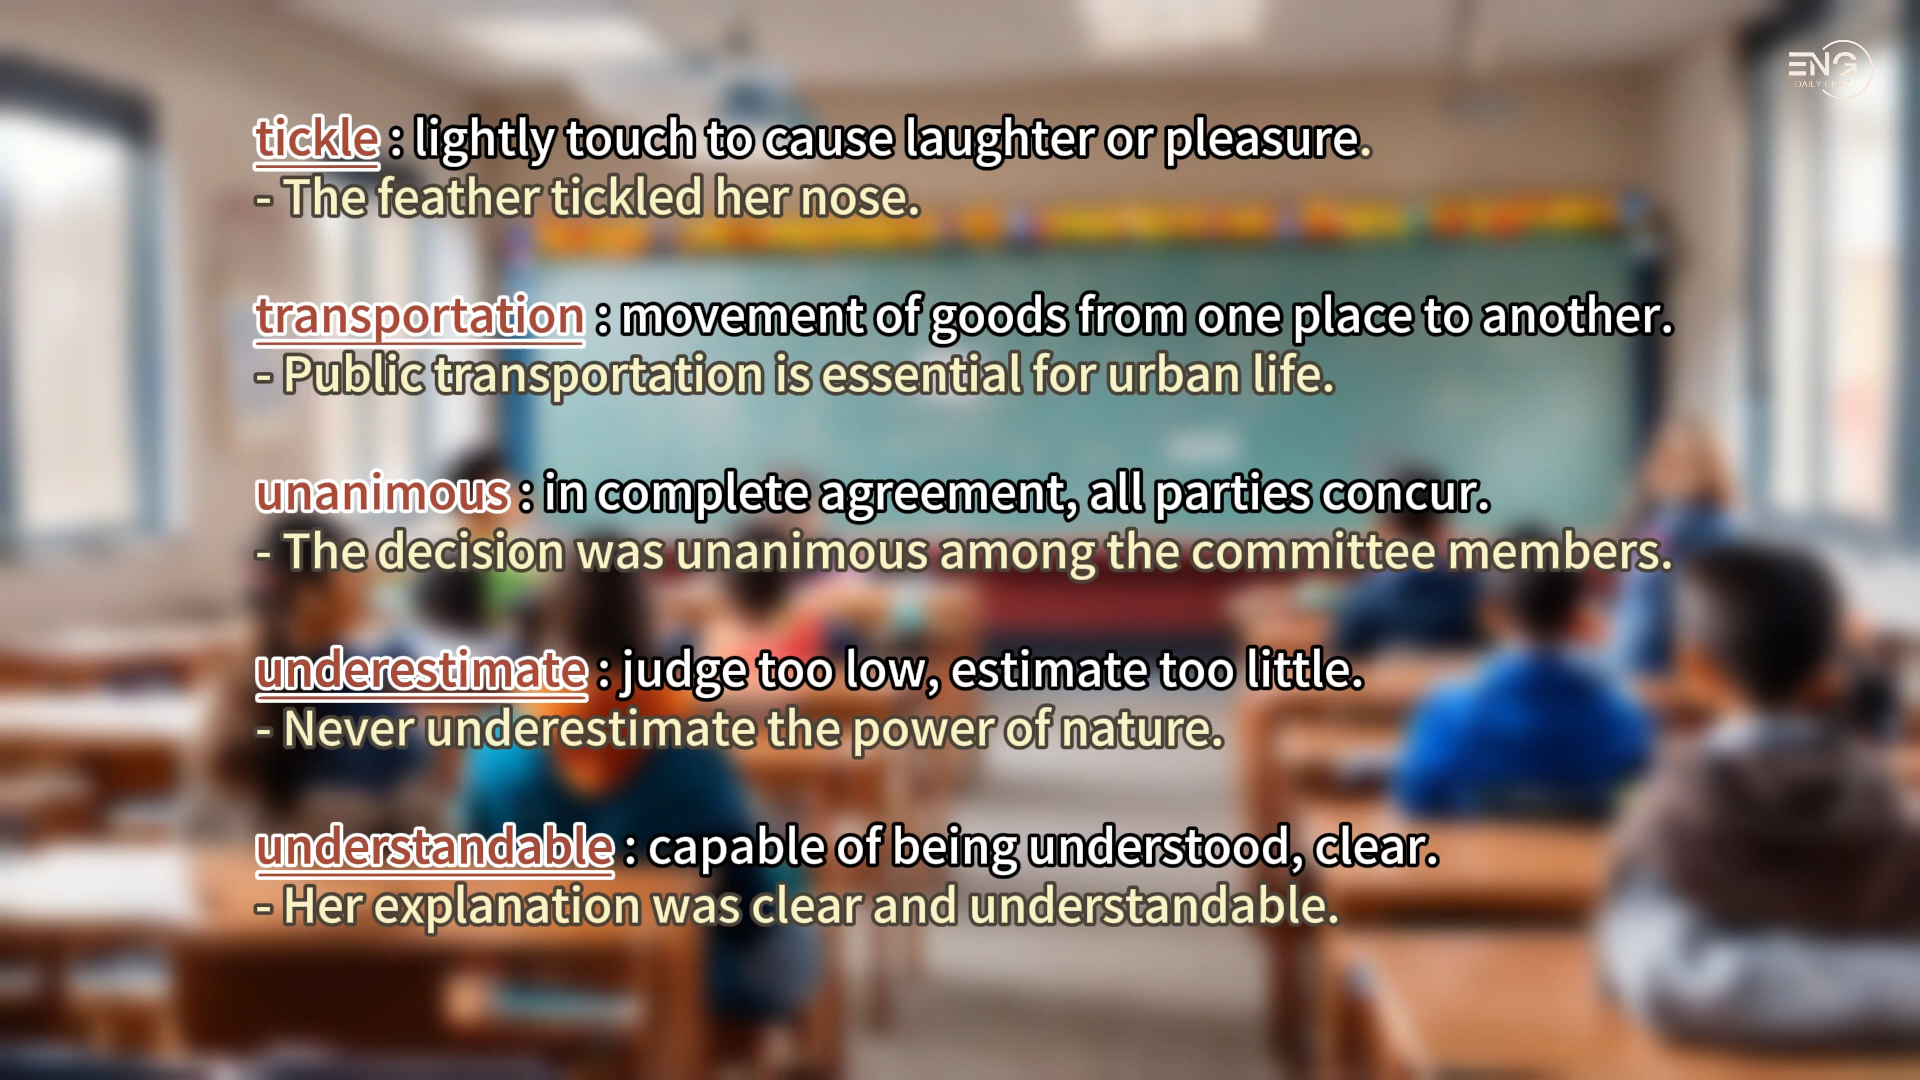 ENG
DAILY
tickle : lightly touch to cause laughter or pleasure.
- The feather tickled her nose.
transportation : movement of goods from one place to another.
- Public transportation is essential for urban life.
unanimous : in complete agreement, all parties concur.
- The decision was unanimous among the committee members.
underestimate : judge too low, estimate too little.
- Never underestimate the power of nature.
understandable : capable of being understood, clear.
- Her explanation was clear and understandable.